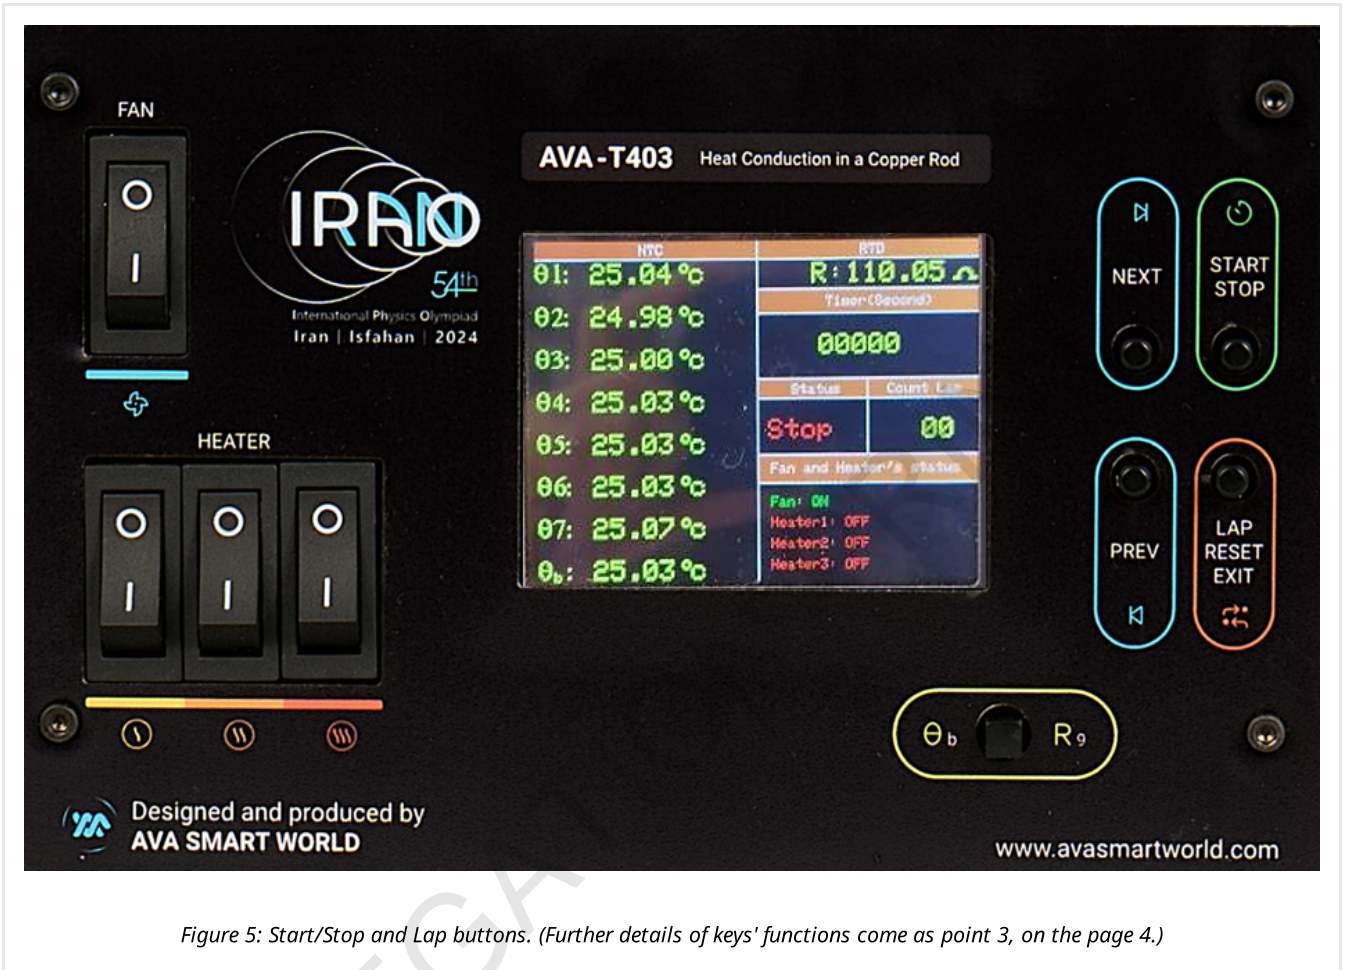 FAN
IRAN
54th
International Physics Olympiad
Iran | Isfahan | 2024
HEATER
Designed and produced by
AVA SMART WORLD
AVA-T403 Heat Conduction in a Copper Rod
NTC
θ1: 25.04°c
θ2: 24.98°c
θ3: 25.00°c
θ4: 25.03°c
θ5: 25.03°c
θ6: 25.03°c
θ7: 25.07°c
θb: 25.03°c
RTD
R:110.05
Timer(Second)
00000
Status
Stop
Count Lap
00
Fan and Heater's status
Fan: ON
Heater1: OFF
Heater2: OFF
Heater3: OFF
NEXT
START
STOP
PREV
LAP
RESET
EXIT
θb Rg
www.avasmartworld.com
Figure 5: Start/Stop and Lap buttons. (Further details of keys' functions come as point 3, on the page 4.)